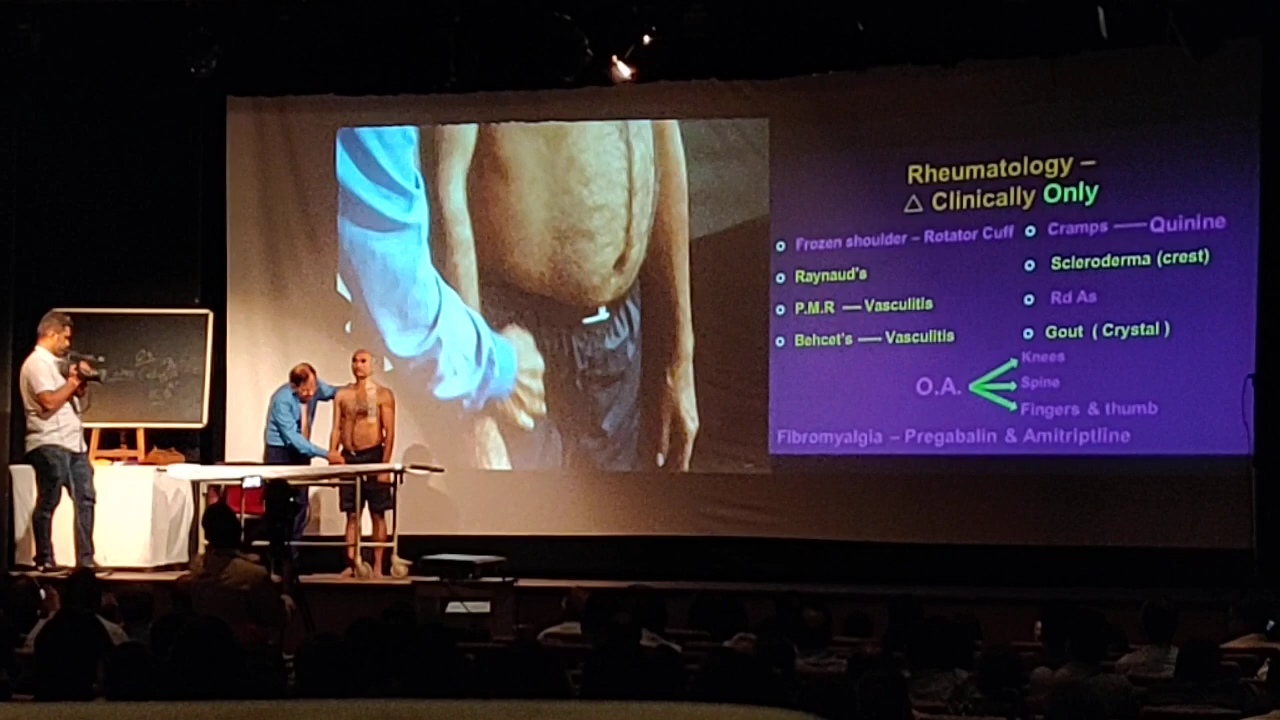 Rheumatology –
△ Clinically Only
Frozen shoulder – Rotator Cuff
Raynaud's
P.M.R — Vasculitis
Behcet's — Vasculitis
Cramps — Quinine
Scleroderma (crest)
Rd As
Gout ( Crystal )
O.A.
Knees
Spine
Fingers & thumb
Fibromyalgia – Pregabalin & Amitriptline